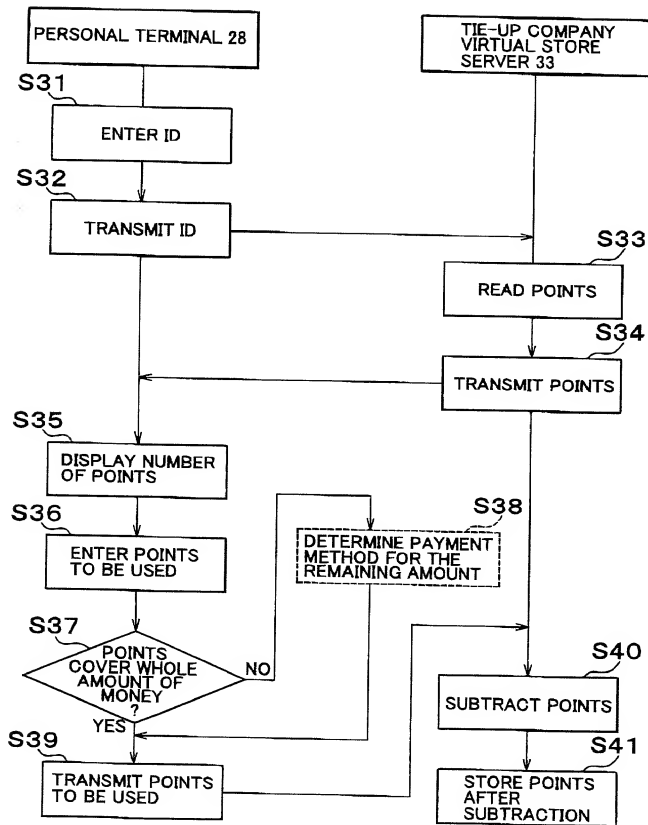 PERSONAL TERMINAL 28
TIE-UP COMPANY
VIRTUAL STORE
SERVER 33
S31
ENTER ID
S32
TRANSMIT ID
S33
READ POINTS
S34
TRANSMIT POINTS
S35
DISPLAY NUMBER
OF POINTS
S36
ENTER POINTS
TO BE USED
S38
DETERMINE PAYMENT
METHOD FOR THE
REMAINING AMOUNT
S37
POINTS
COVER WHOLE
AMOUNT OF
MONEY
?
NO
YES
S39
TRANSMIT POINTS
TO BE USED
S40
SUBTRACT POINTS
S41
STORE POINTS
AFTER
SUBTRACTION